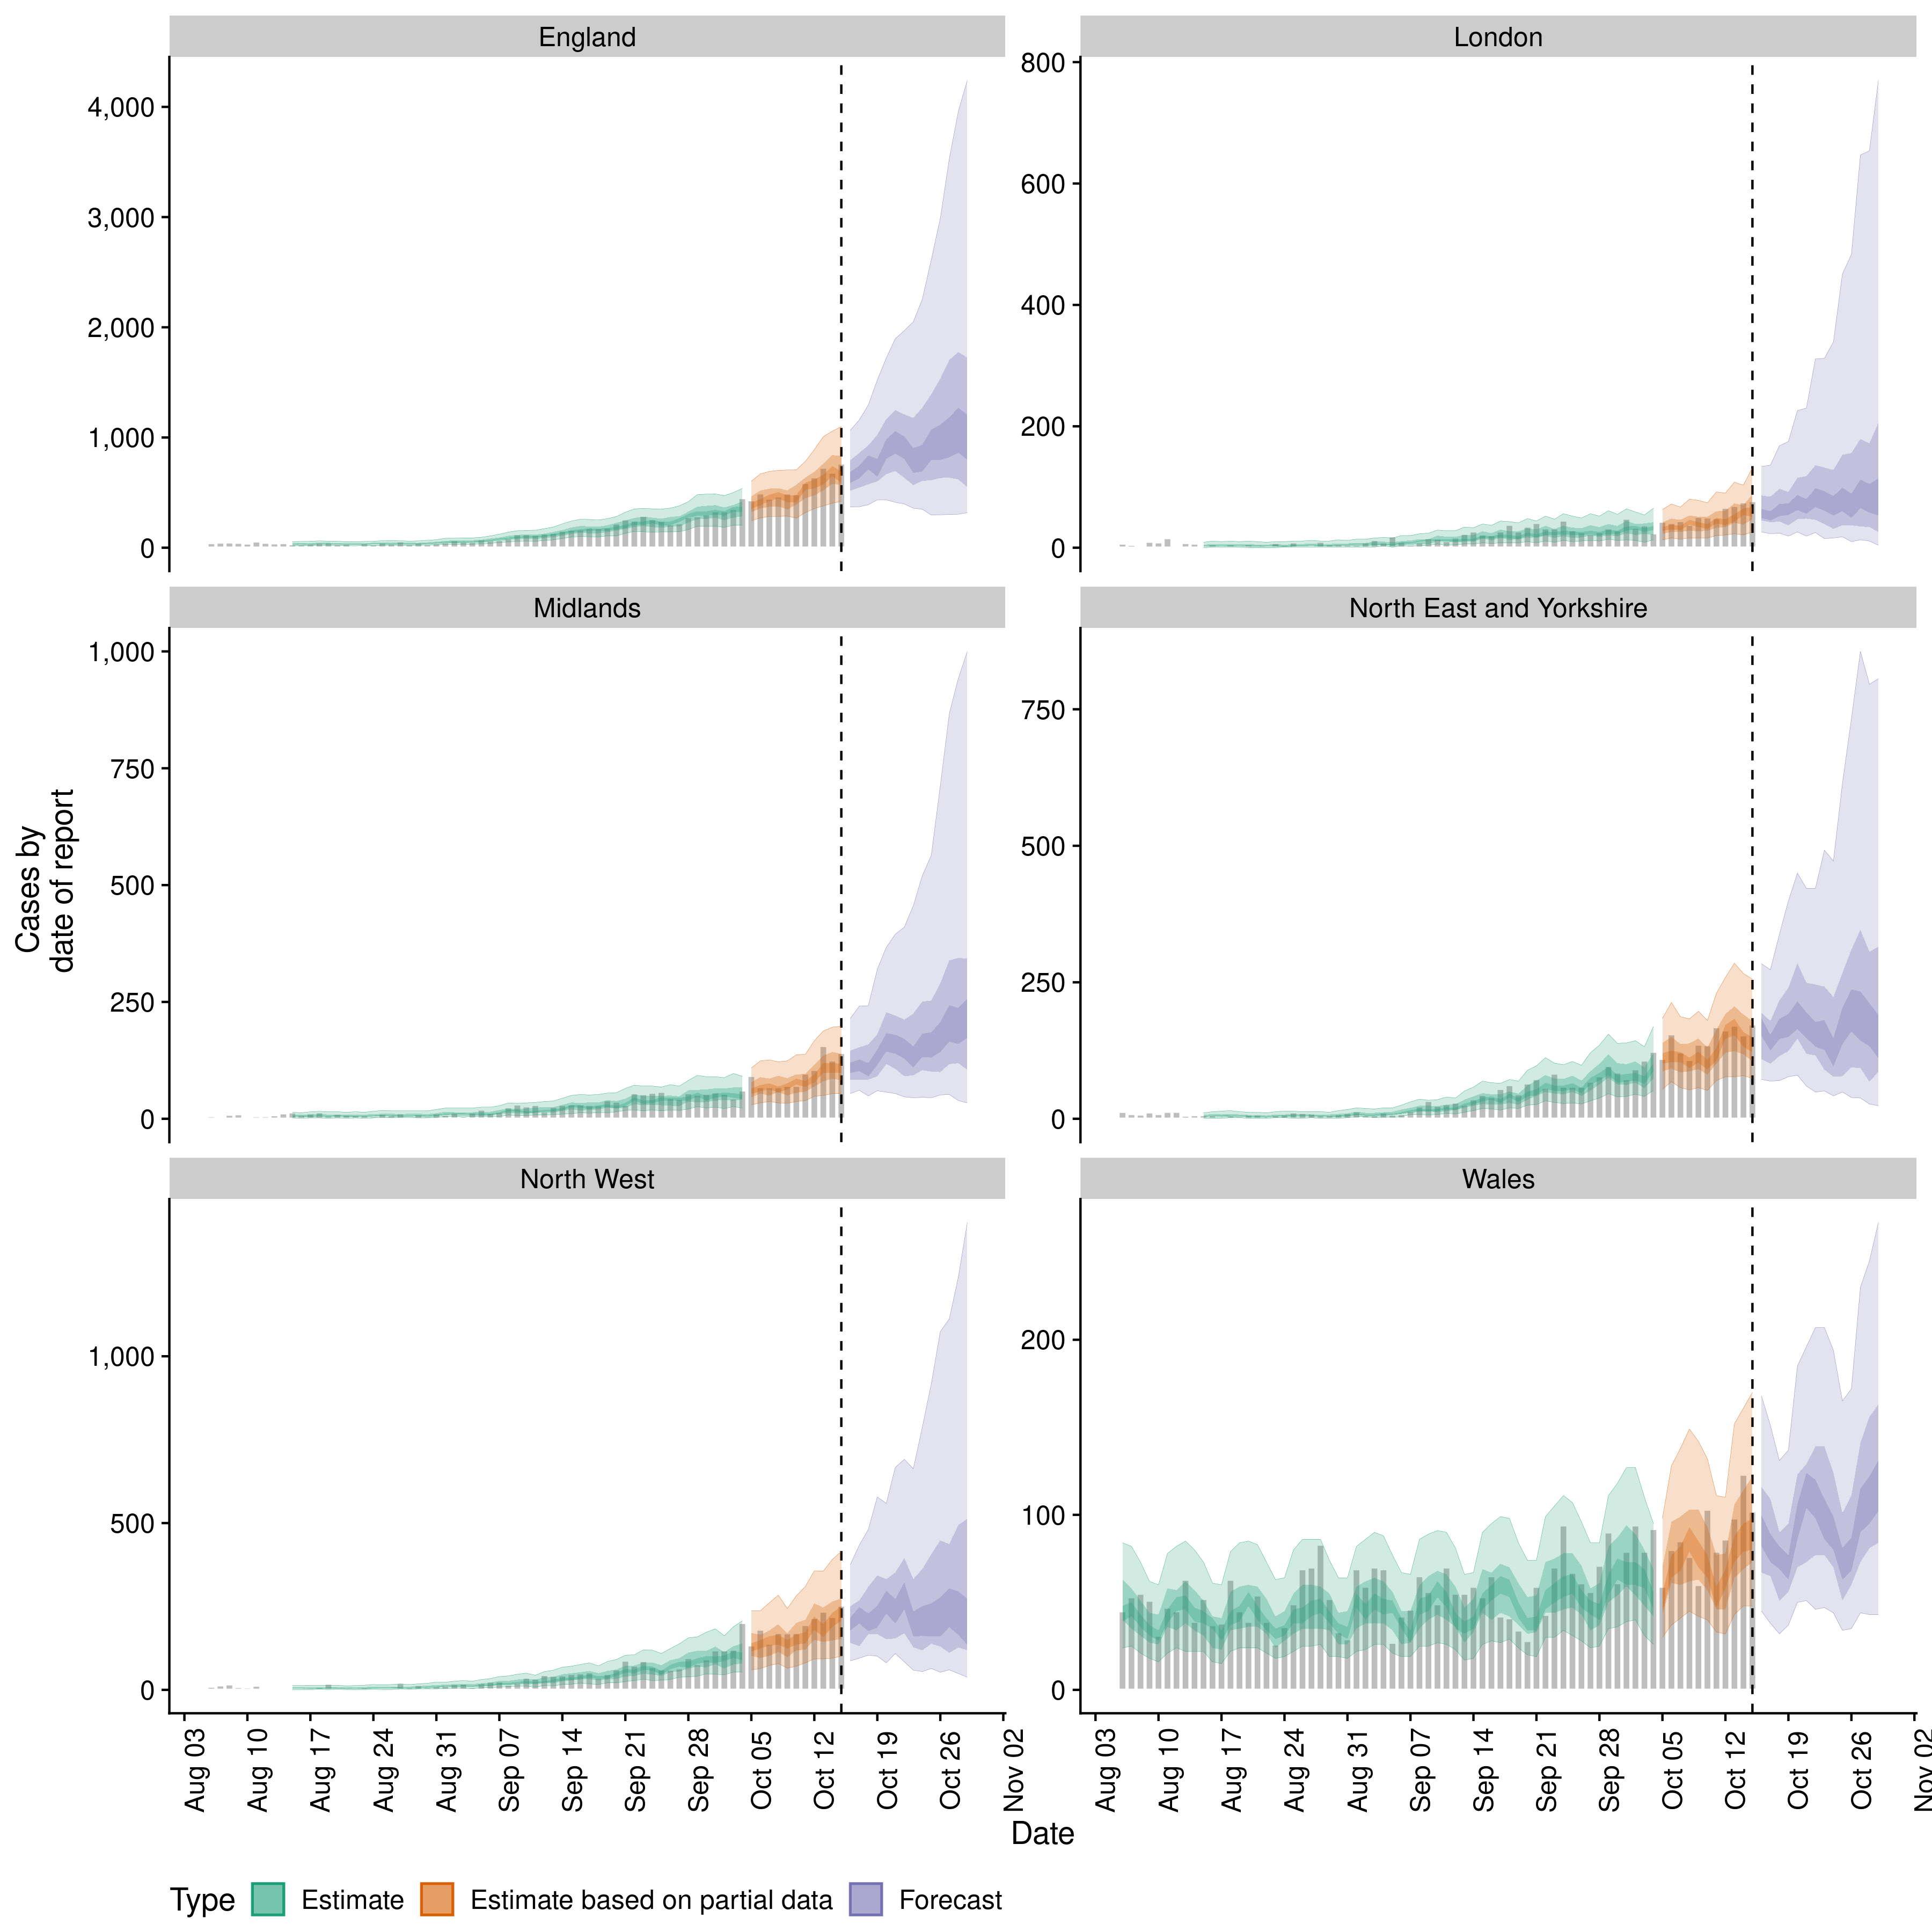 England
London
4,000
3,000
2,000
1,000
0
800
600
400
200
0
Midlands
North East and Yorkshire
1,000
750
500
250
0
750
500
250
0
North West
Wales
1,000
500
0
200
100
0
Cases by
date of report
Aug 03
Aug 10
Aug 17
Aug 24
Aug 31
Sep 07
Sep 14
Sep 21
Sep 28
Oct 05
Oct 12
Oct 19
Oct 26
Nov 02
Aug 03
Aug 10
Aug 17
Aug 24
Aug 31
Sep 07
Sep 14
Sep 21
Sep 28
Oct 05
Oct 12
Oct 19
Oct 26
Nov 02
Date
Type Estimate Estimate based on partial data Forecast